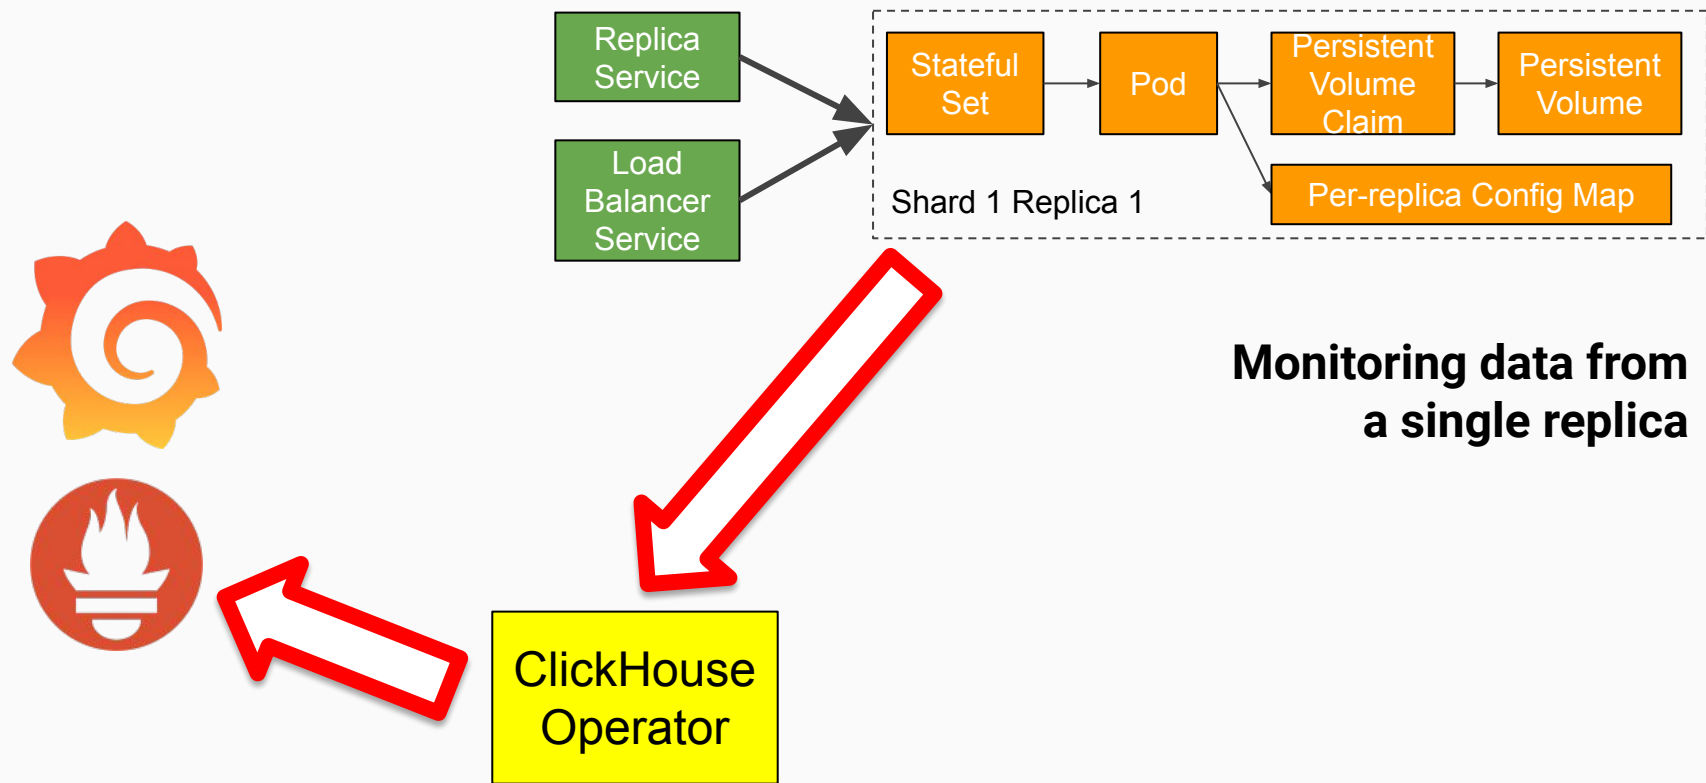 Replica
Service
Load
Balancer
Service
Stateful
Set
Pod
Persistent
Volume
Claim
Persistent
Volume
Per-replica Config Map
Shard 1 Replica 1
Monitoring data from
a single replica
ClickHouse
Operator